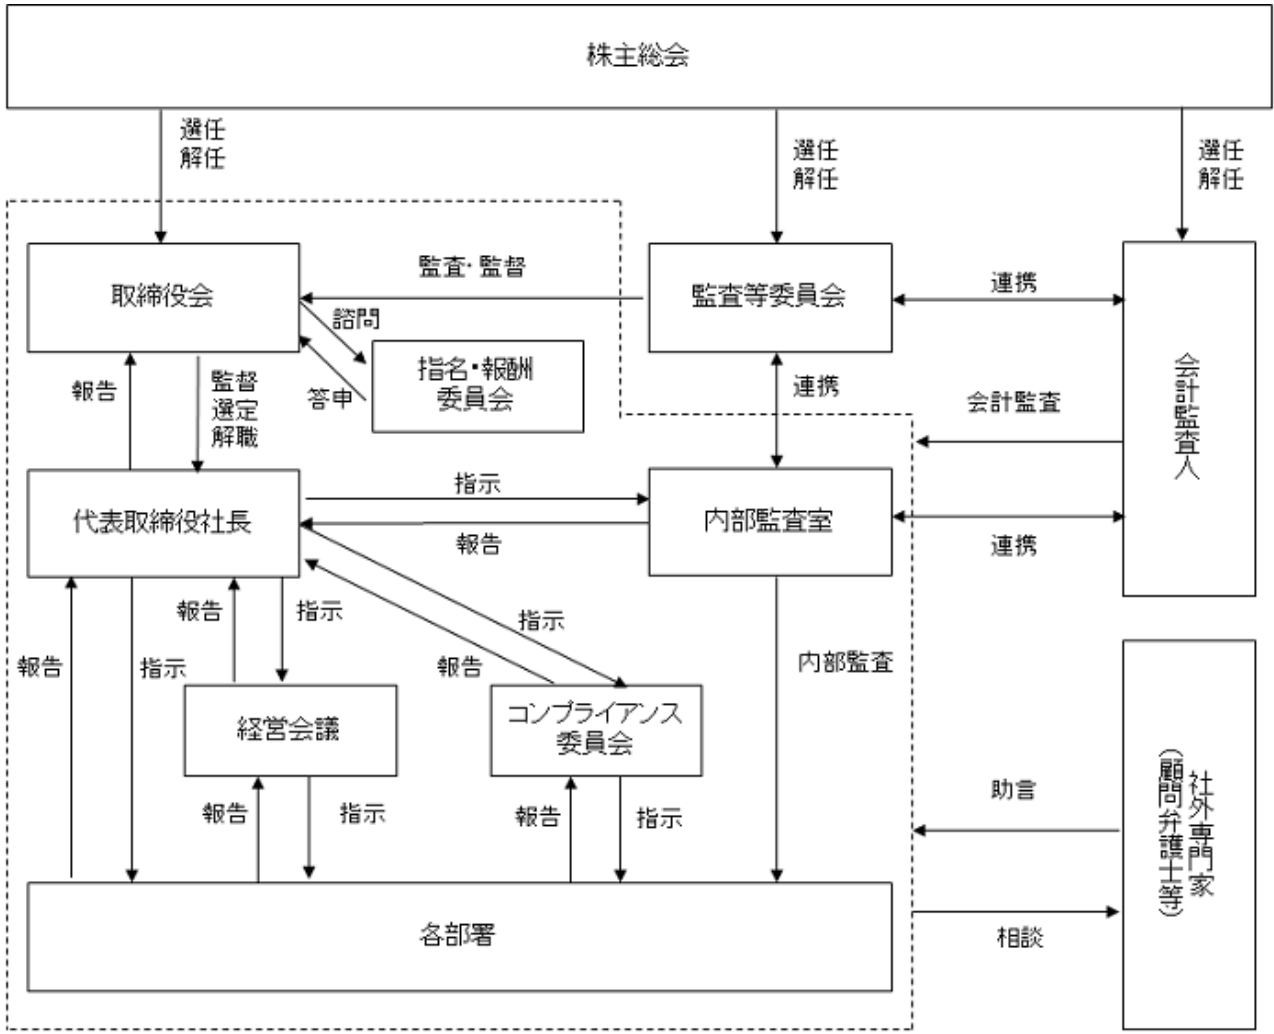 株主総会
選任
解任
選任
解任
選任
解任
取締役会
監査・監督
監査等委員会
連携
諮問
指名・報酬
委員会
答申
報告
監督
選定
解職
連携
会計監査
会計監査人
代表取締役社長
指示
報告
内部監査室
連携
報告
指示
報告
指示
指示
報告
内部監査
経営会議
コンプライアンス
委員会
報告
指示
報告
指示
助言
社外専門家
（顧問弁護士等）
相談
各部署